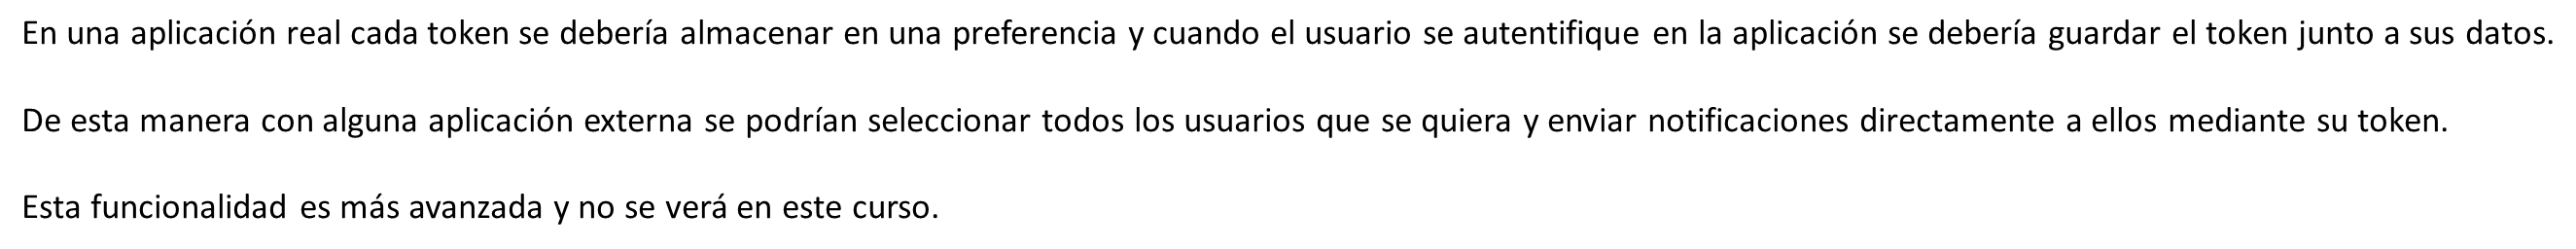 En una aplicación real cada token se debería almacenar en una preferencia y cuando el usuario se autentifique en la aplicación se debería guardar el token junto a sus datos.
De esta manera con alguna aplicación externa se podrían seleccionar todos los usuarios que se quiera y enviar notificaciones directamente a ellos mediante su token.
Esta funcionalidad es más avanzada y no se verá en este curso.